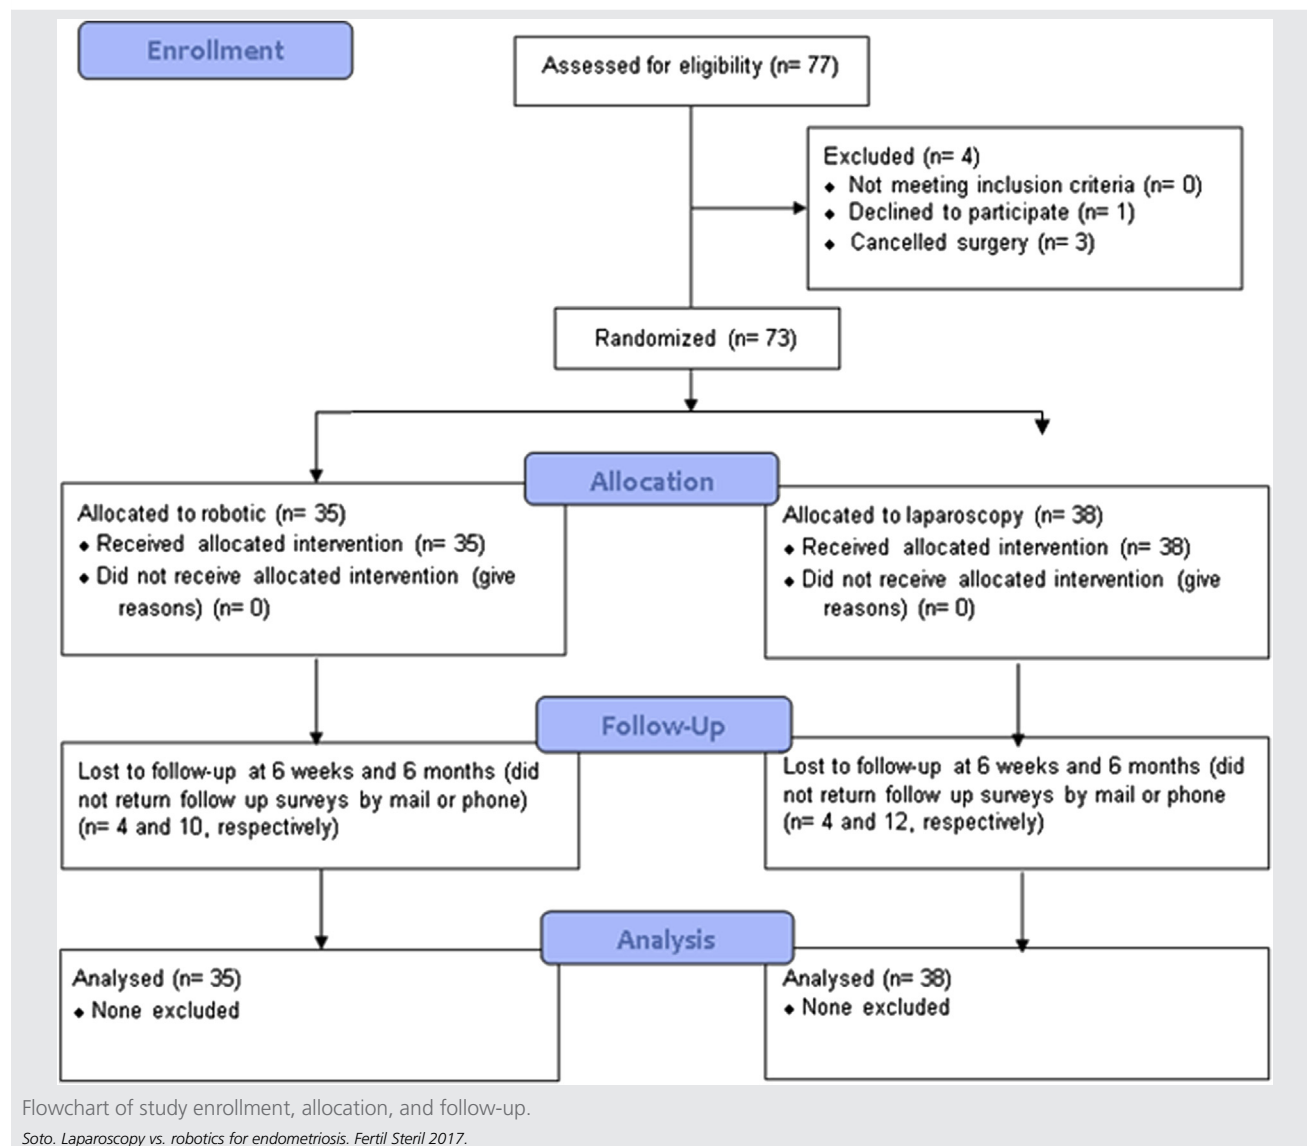 Enrollment
Assessed for eligibility (n= 77)
Excluded (n= 4)
♦ Not meeting inclusion criteria (n= 0)
♦ Declined to participate (n= 1)
♦ Cancelled surgery (n= 3)
Randomized (n= 73)
Allocation
Allocated to robotic (n= 35)
♦ Received allocated intervention (n= 35)
♦ Did not receive allocated intervention (give
reasons) (n= 0)
Allocated to laparoscopy (n= 38)
♦ Received allocated intervention (n= 38)
♦ Did not receive allocated intervention (give
reasons) (n= 0)
Follow-Up
Lost to follow-up at 6 weeks and 6 months (did
not return follow up surveys by mail or phone)
(n= 4 and 10, respectively)
Lost to follow-up at 6 weeks and 6 months (did
not return follow up surveys by mail or phone
(n= 4 and 12, respectively)
Analysis
Analysed (n= 35)
♦ None excluded
Analysed (n= 38)
♦ None excluded
Flowchart of study enrollment, allocation, and follow-up.
Soto. Laparoscopy vs. robotics for endometriosis. Fertil Steril 2017.